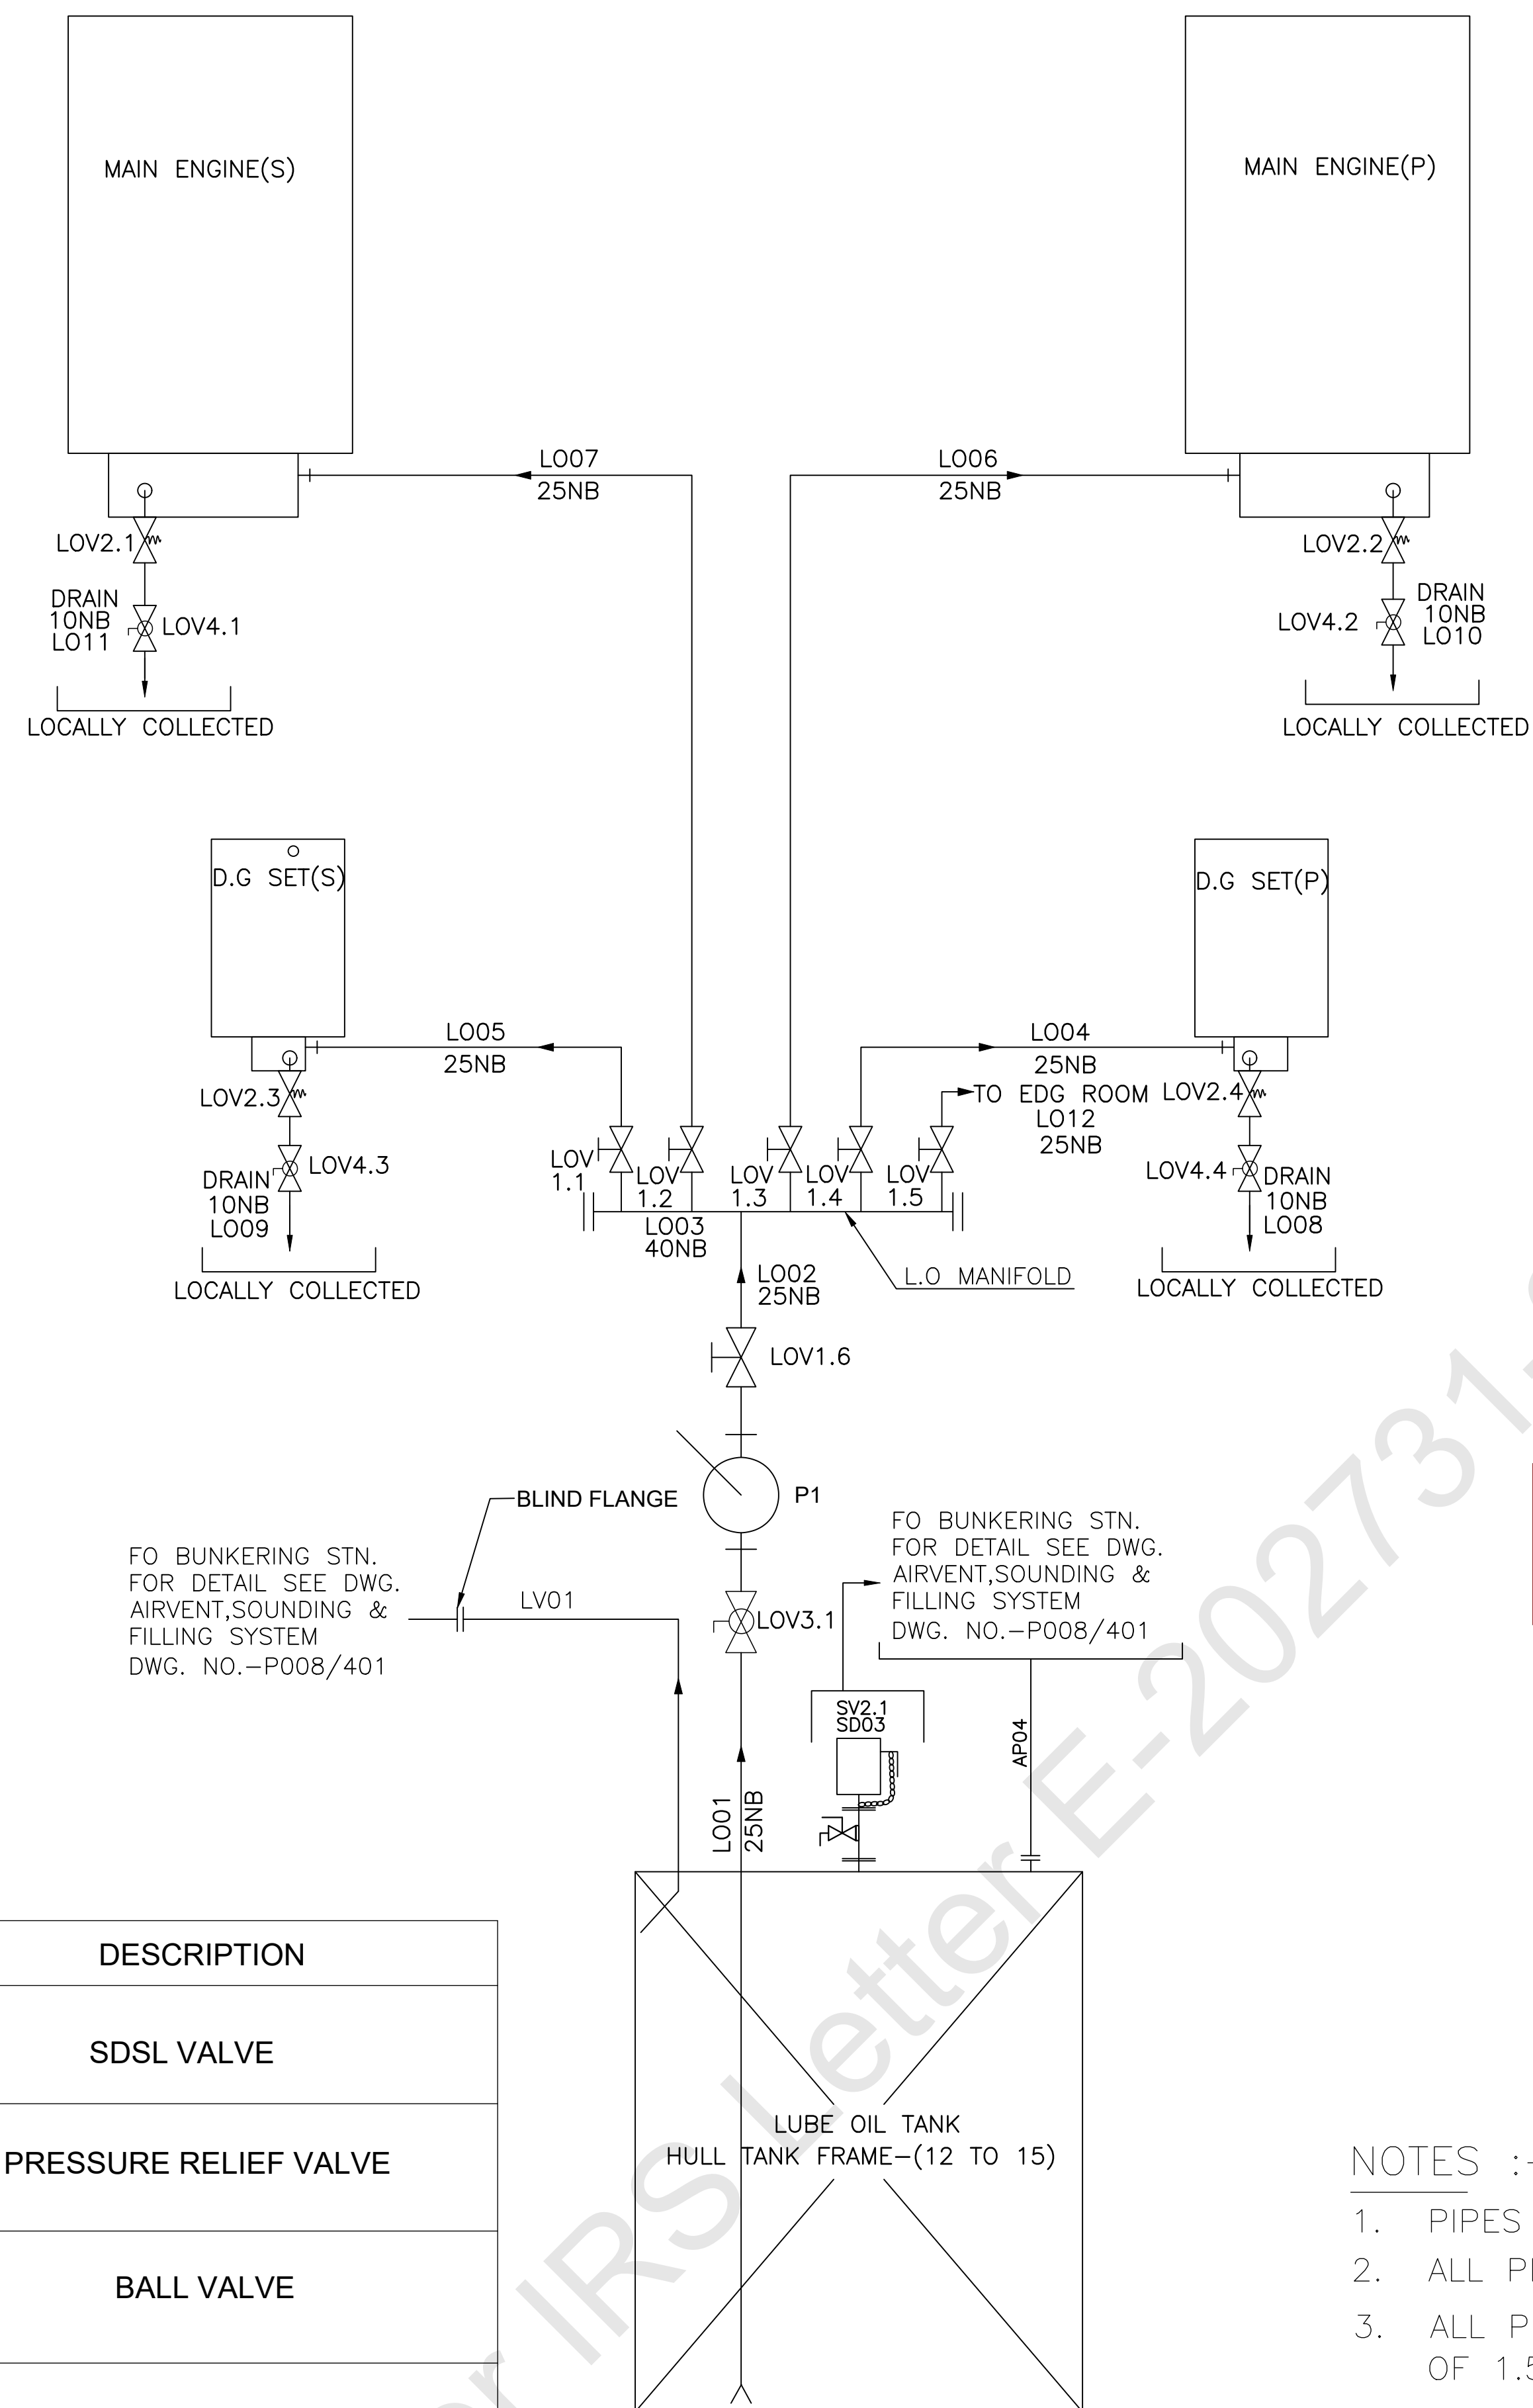 MAIN ENGINE(S)
MAIN ENGINE(P)
LO07
25NB
LO06
25NB
LOV2.1
DRAIN
10NB
LO11
LOV4.1
LOCALLY COLLECTED
LOV2.2
DRAIN
10NB
LO10
LOV4.2
LOCALLY COLLECTED
D.G SET(S)
D.G SET(P)
LO05
25NB
LO04
25NB
TO EDG ROOM
LO12
25NB
LOV2.3
LOV4.3
DRAIN
10NB
LO09
LOCALLY COLLECTED
LOV2.4
LOV4.4
DRAIN
10NB
LO08
LOCALLY COLLECTED
LOV
1.1
LOV
1.2
LOV
1.3
LOV
1.4
LOV
1.5
LO03
40NB
LO02
25NB
L.O MANIFOLD
LOV1.6
P1
BLIND FLANGE
FO BUNKERING STN.
FOR DETAIL SEE DWG.
AIRVENT,SOUNDING &
FILLING SYSTEM
DWG. NO.-P008/401
LV01
LOV3.1
FO BUNKERING STN.
FOR DETAIL SEE DWG.
AIRVENT,SOUNDING &
FILLING SYSTEM
DWG. NO.-P008/401
SV2.1
SD03
AP04
LO01
25NB
LUBE OIL TANK
HULL TANK FRAME-(12 TO 15)
DESCRIPTION
SDSL VALVE
PRESSURE RELIEF VALVE
BALL VALVE
NOTES :-
1. PIPES
2. ALL
3. ALL
OF
IRS Letter E-202731